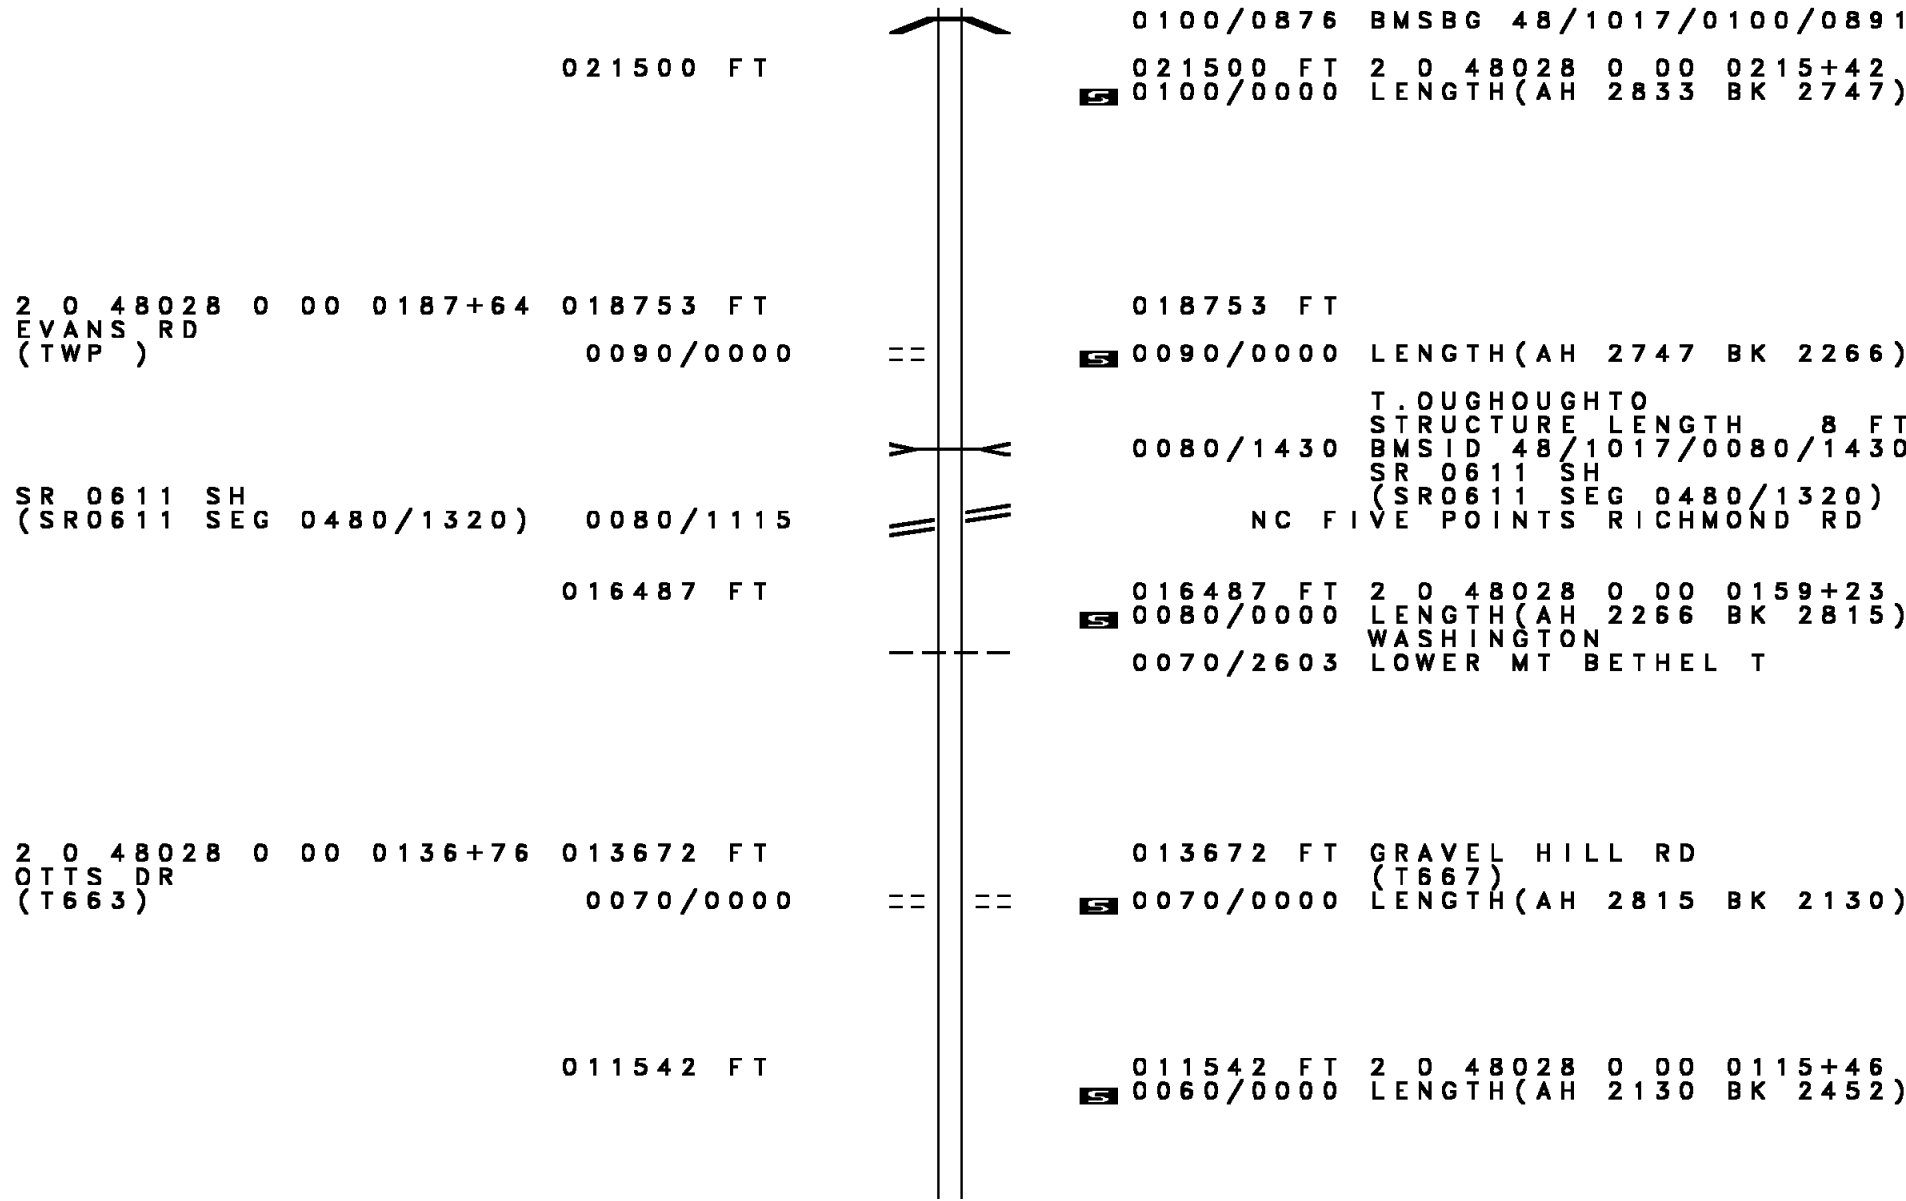 0100/0876 BMSBG 48/1017/0100/0891
021500 FT 021500 FT 2 0 48028 0 00 0215+42
S 0100/0000 LENGTH(AH 2833 BK 2747)
2 0 48028 0 00 0187+64 018753 FT 018753 FT
EVANS RD
(TWP ) 0090/0000 S 0090/0000 LENGTH(AH 2747 BK 2266)
T.OUGHOUGHTO
STRUCTURE LENGTH 8 FT
0080/1430 BMSID 48/1017/0080/1430
SR 0611 SH
SR 0611 SH (SR0611 SEG 0480/1320)
(SR0611 SEG 0480/1320) 0080/1115 NC FIVE POINTS RICHMOND RD
016487 FT 016487 FT 2 0 48028 0 00 0159+23
S 0080/0000 LENGTH(AH 2266 BK 2815)
WASHINGTON
0070/2603 LOWER MT BETHEL T
2 0 48028 0 00 0136+76 013672 FT 013672 FT GRAVEL HILL RD
OTTS DR (T667)
(T663) 0070/0000 S 0070/0000 LENGTH(AH 2815 BK 2130)
011542 FT 011542 FT 2 0 48028 0 00 0115+46
S 0060/0000 LENGTH(AH 2130 BK 2452)